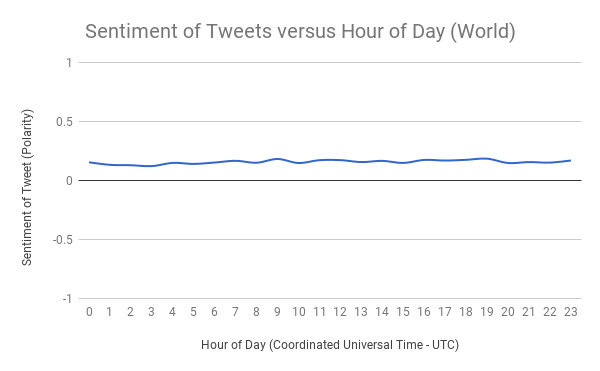 Sentiment of Tweets versus Hour of Day (World)
1
0.5
0
-0.5
-1
Sentiment of Tweet (Polarity)
0 1 2 3 4 5 6 7 8 9 10 11 12 13 14 15 16 17 18 19 20 21 22 23
Hour of Day (Coordinated Universal Time - UTC)